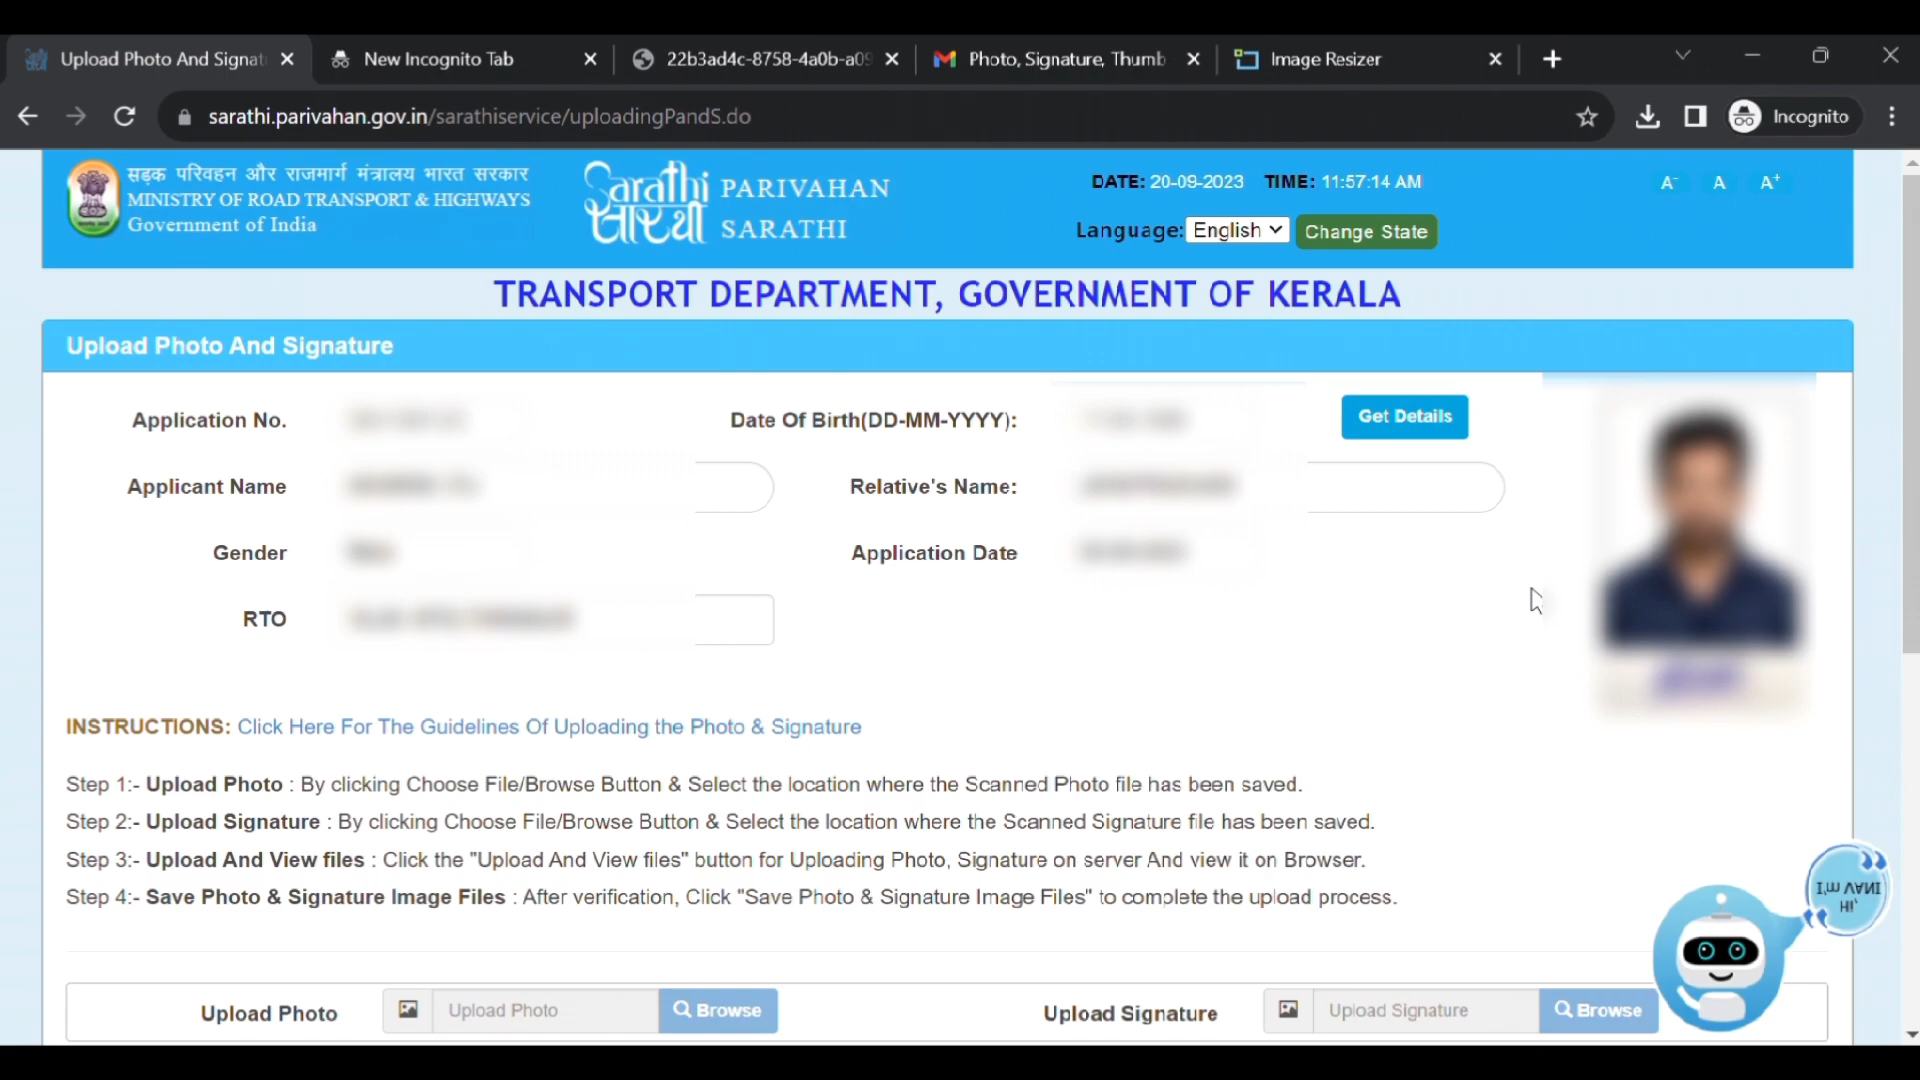 Upload Photo And Signat
New Incognito Tab
22b3ad4c-8758-4a0b-a09
Photo, Signature, Thumb
Image Resizer
sarathi.parivahan.gov.in/sarathiservice/uploadingPandS.do
Incognito
सड़क परिवहन और राजमार्ग मंत्रालय भारत सरकार
MINISTRY OF ROAD TRANSPORT & HIGHWAYS
Government of India
Sarathi
सारथी
PARIVAHAN
SARATHI
DATE: 20-09-2023 TIME: 11:57:14 AM
A- A A+
Language: English Change State
TRANSPORT DEPARTMENT, GOVERNMENT OF KERALA
Upload Photo And Signature
Application No.
Date Of Birth(DD-MM-YYYY):
Get Details
Applicant Name
Relative's Name:
Gender
Application Date
RTO
INSTRUCTIONS: Click Here For The Guidelines Of Uploading the Photo & Signature
Step 1:- Upload Photo : By clicking Choose File/Browse Button & Select the location where the Scanned Photo file has been saved.
Step 2:- Upload Signature : By clicking Choose File/Browse Button & Select the location where the Scanned Signature file has been saved.
Step 3:- Upload And View files : Click the "Upload And View files" button for Uploading Photo, Signature on server And view it on Browser.
Step 4:- Save Photo & Signature Image Files : After verification, Click "Save Photo & Signature Image Files" to complete the upload process.
Hi,
I'm VANI
Upload Photo
Upload Photo
Browse
Upload Signature
Upload Signature
Browse